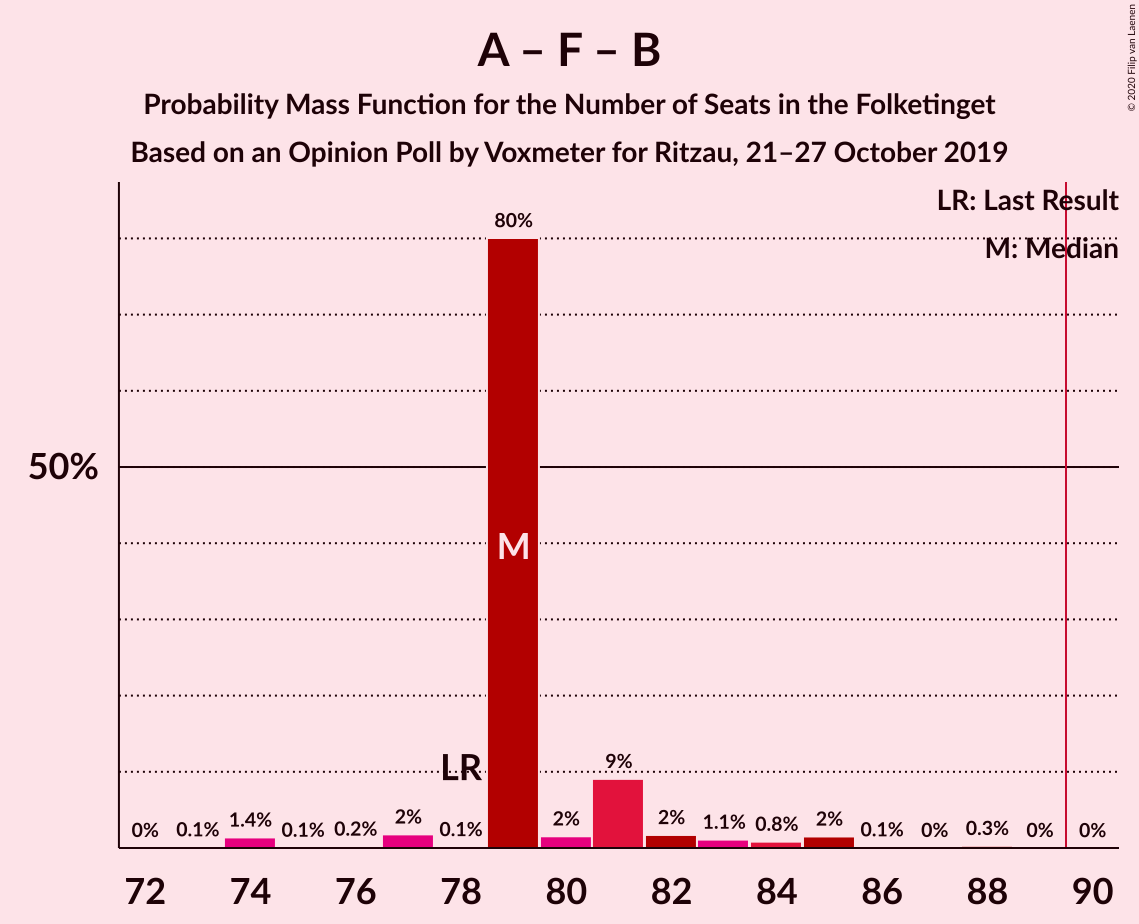 A – F – B
Probability Mass Function for the Number of Seats in the Folketinget
Based on an Opinion Poll by Voxmeter for Ritzau, 21–27 October 2019
© 2020 Filip van Laenen
LR: Last Result
M: Median
80%
50%
M
LR
9%
0% 0.1% 1.4% 0.1% 0.2% 2% 0.1% 2% 2% 1.1% 0.8% 2% 0.1% 0% 0.3% 0% 0%
72 74 76 78 80 82 84 86 88 90